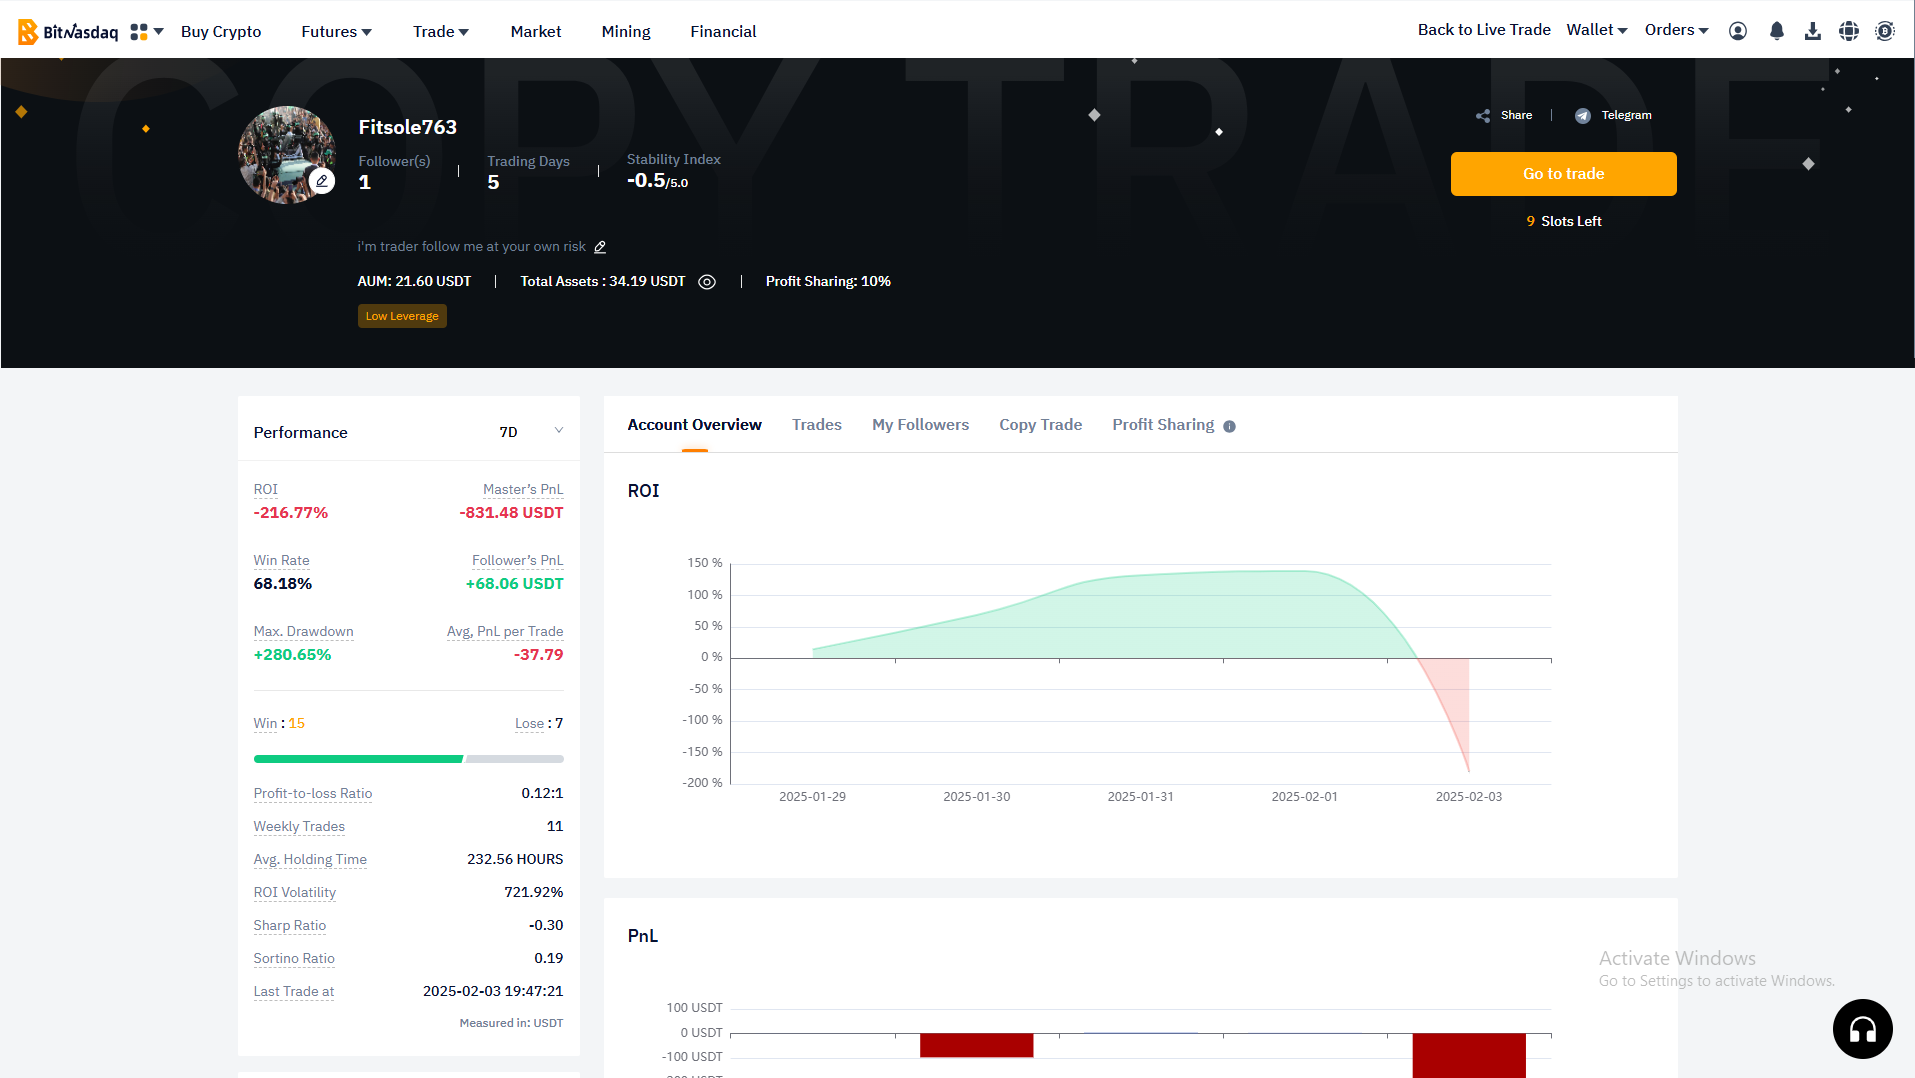 BitNasdaq
Buy Crypto
Futures
Trade
Market
Mining
Financial
Back to Live Trade
Wallet
Orders
COPY TRADE
Fitsole763
Follower(s)
1
Trading Days
5
Stability Index
-0.5/5.0
Share
Telegram
Go to trade
9 Slots Left
i'm trader follow me at your own risk
AUM: 21.60 USDT
Total Assets : 34.19 USDT
Profit Sharing: 10%
Low Leverage
Performance
7D
ROI
-216.77%
Master's PnL
-831.48 USDT
Win Rate
68.18%
Follower's PnL
+68.06 USDT
Max. Drawdown
+280.65%
Avg, PnL per Trade
-37.79
Win : 15
Lose : 7
Profit-to-loss Ratio
0.12:1
Weekly Trades
11
Avg. Holding Time
232.56 HOURS
ROI Volatility
721.92%
Sharp Ratio
-0.30
Sortino Ratio
0.19
Last Trade at
2025-02-03 19:47:21
Measured in: USDT
Account Overview
Trades
My Followers
Copy Trade
Profit Sharing
ROI
150 %
100 %
50 %
0 %
-50 %
-100 %
-150 %
-200 %
2025-01-29
2025-01-30
2025-01-31
2025-02-01
2025-02-03
PnL
100 USDT
0 USDT
-100 USDT
Activate Windows
Go to Settings to activate Windows.